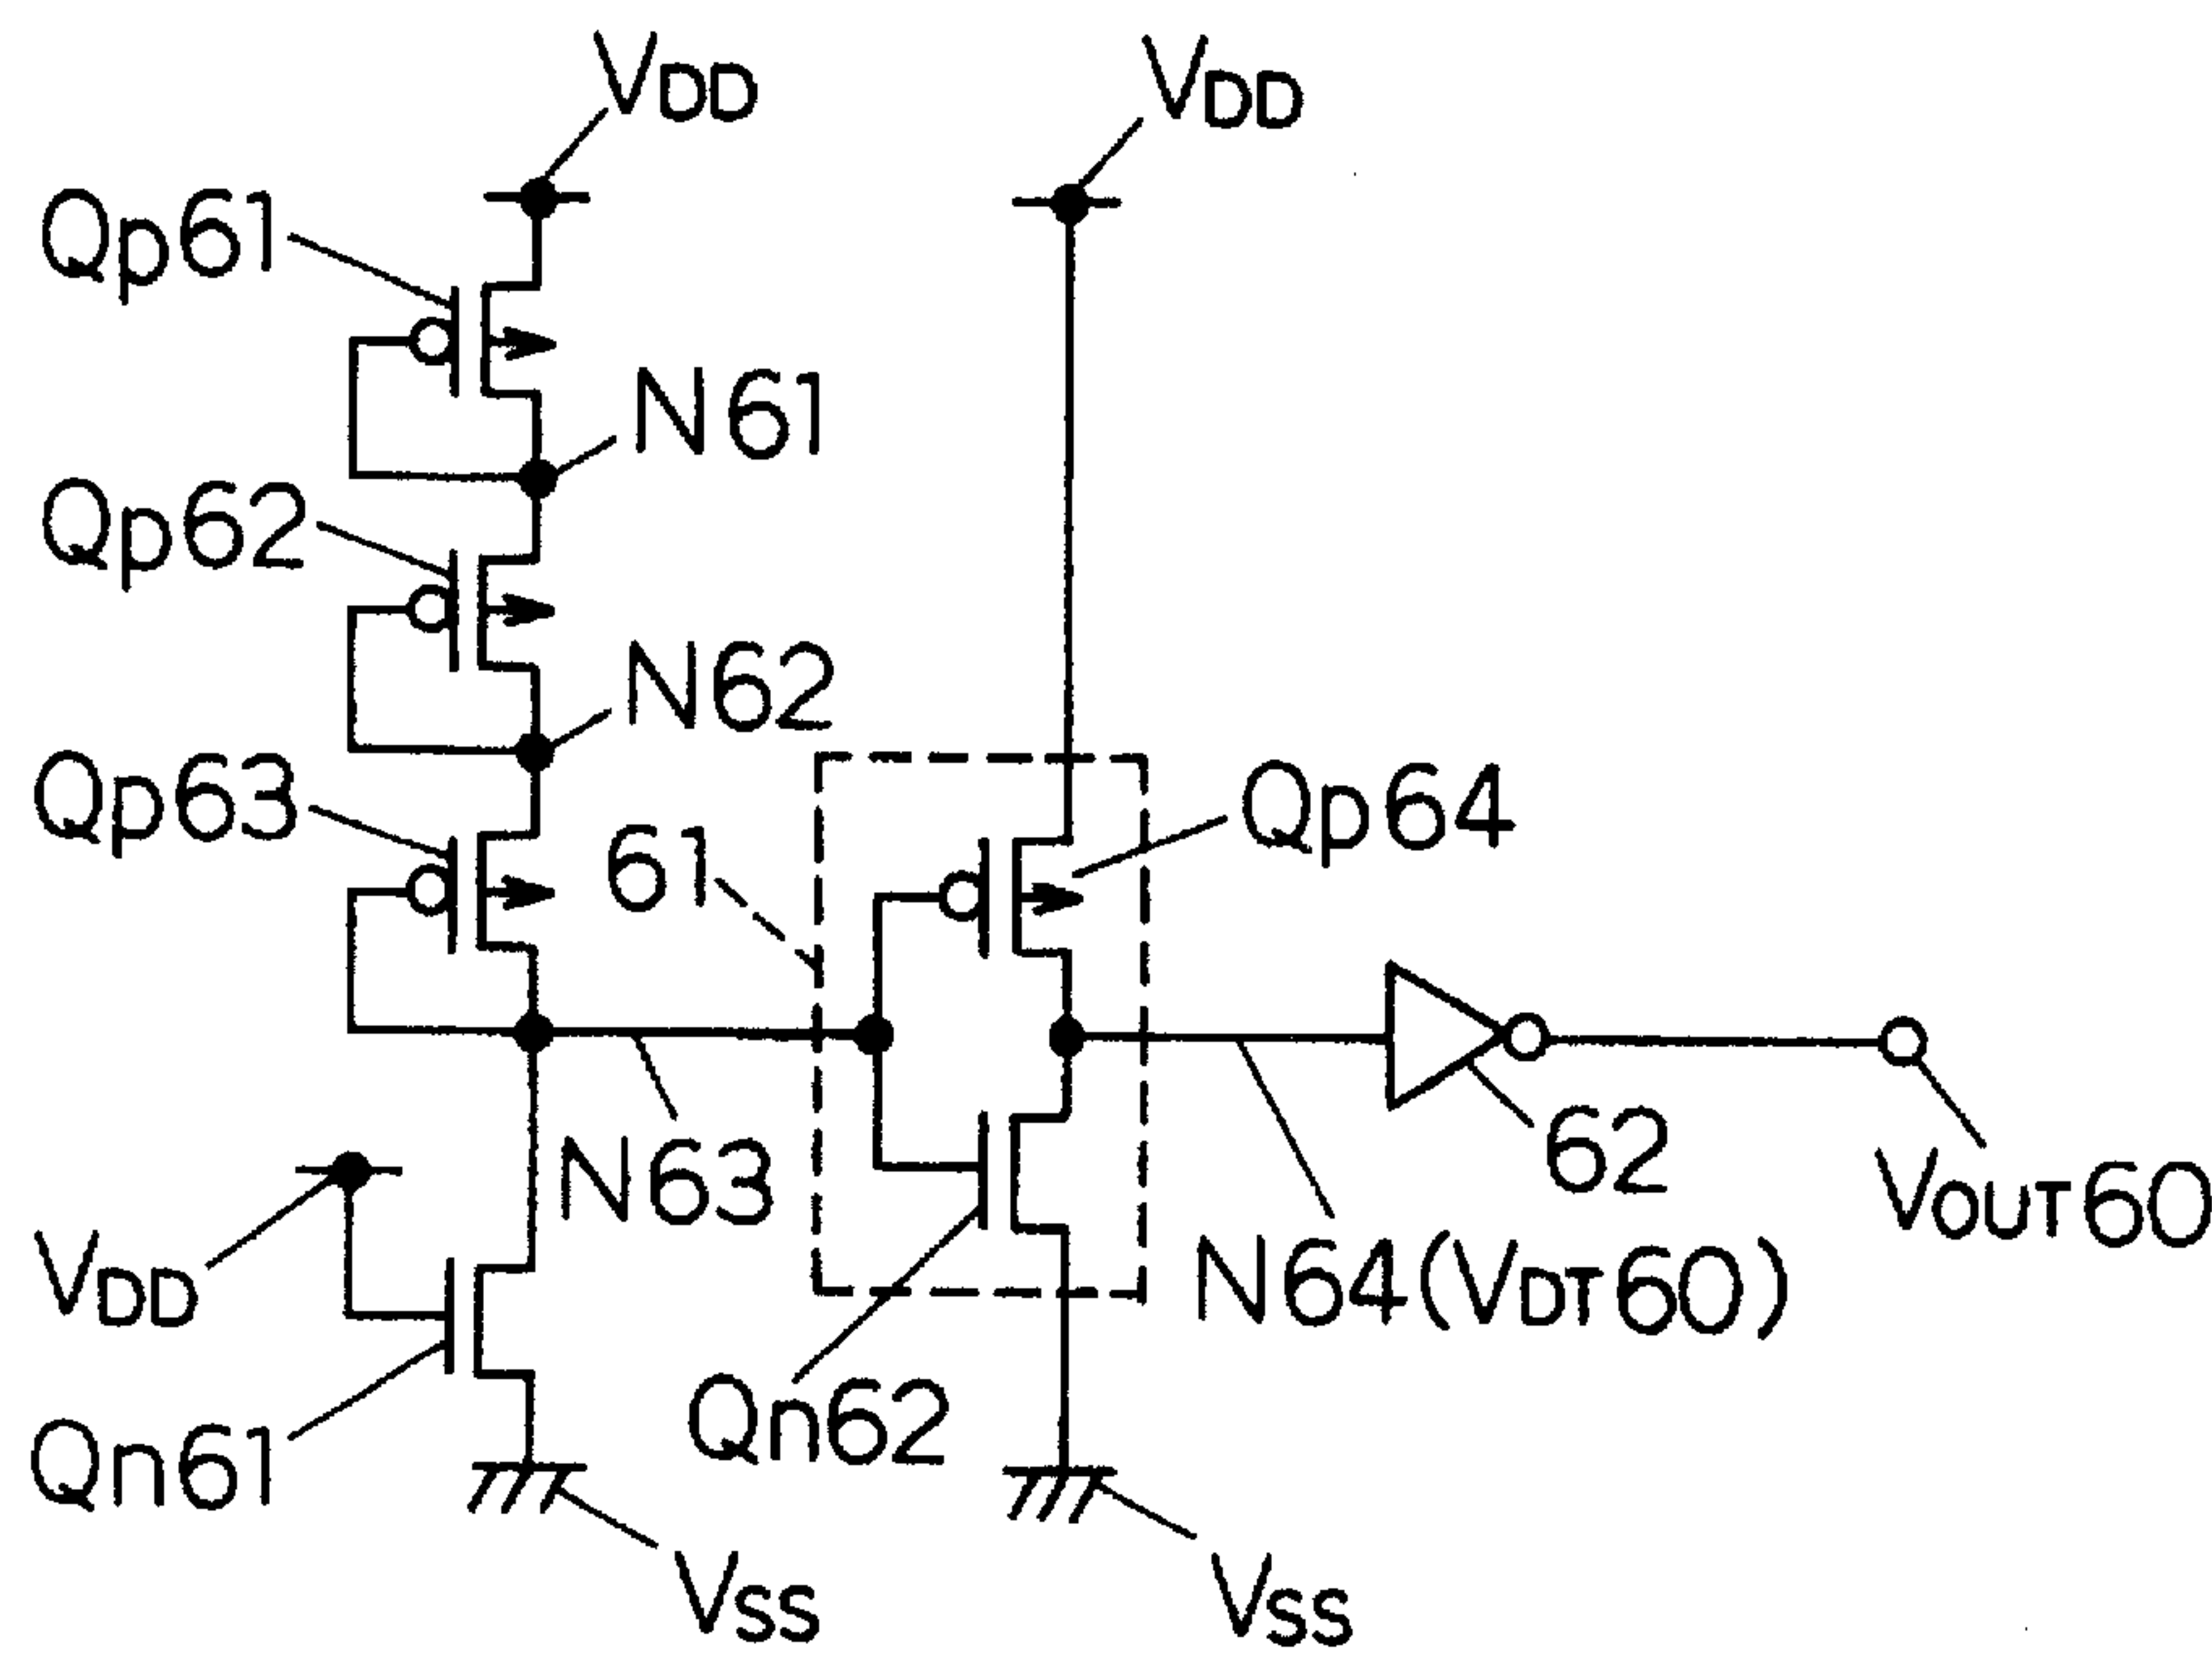 VDD
VDD
Qp61
N61
Qp62
N62
Qp63
Qp64
61
62
N63
VOUT60
VDD
N64(VDT60)
Qn62
Qn61
VSS
VSS